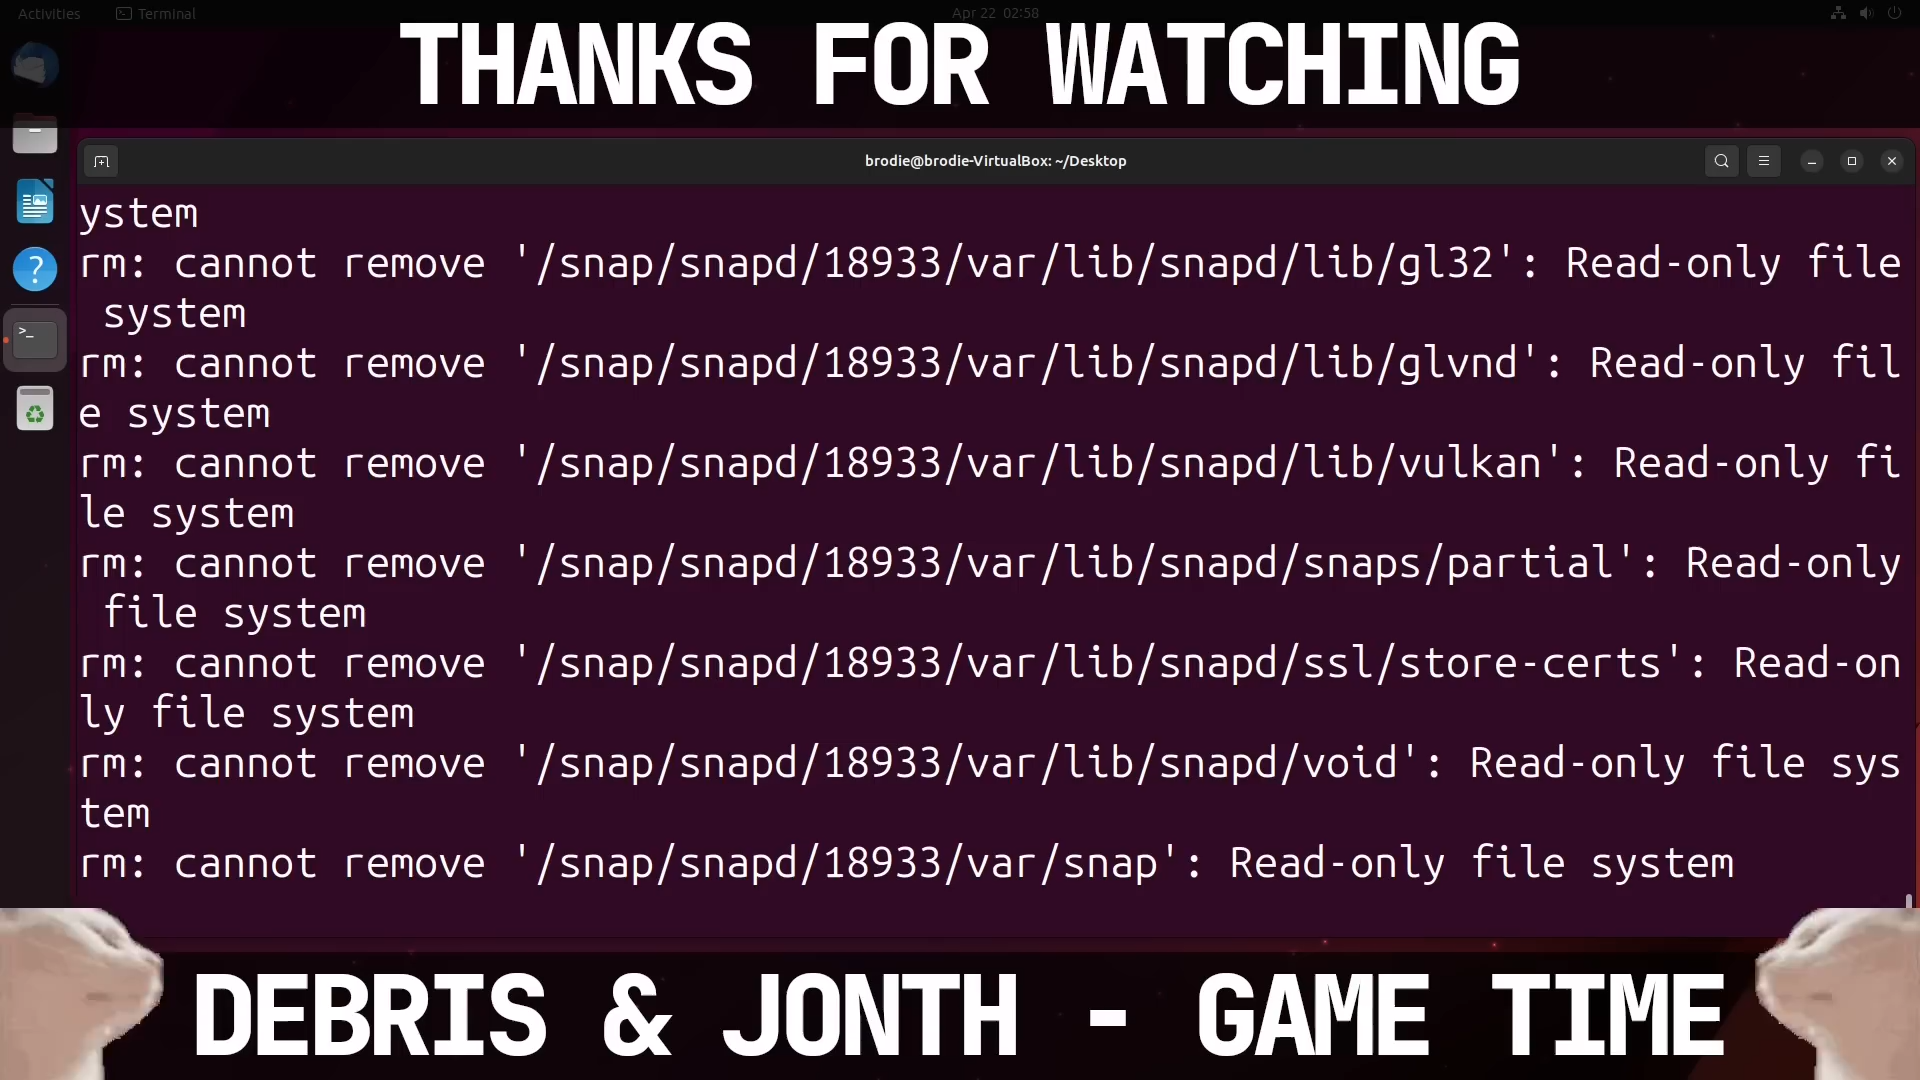 Activities Terminal Apr 22 02:58
THANKS FOR WATCHING
brodie@brodie-VirtualBox: ~/Desktop
ystem
rm: cannot remove '/snap/snapd/18933/var/lib/snapd/lib/gl32': Read-only file
 system
rm: cannot remove '/snap/snapd/18933/var/lib/snapd/lib/glvnd': Read-only fil
e system
rm: cannot remove '/snap/snapd/18933/var/lib/snapd/lib/vulkan': Read-only fi
le system
rm: cannot remove '/snap/snapd/18933/var/lib/snapd/snaps/partial': Read-only
 file system
rm: cannot remove '/snap/snapd/18933/var/lib/snapd/ssl/store-certs': Read-on
ly file system
rm: cannot remove '/snap/snapd/18933/var/lib/snapd/void': Read-only file sys
tem
rm: cannot remove '/snap/snapd/18933/var/snap': Read-only file system
DEBRIS & JONTH - GAME TIME